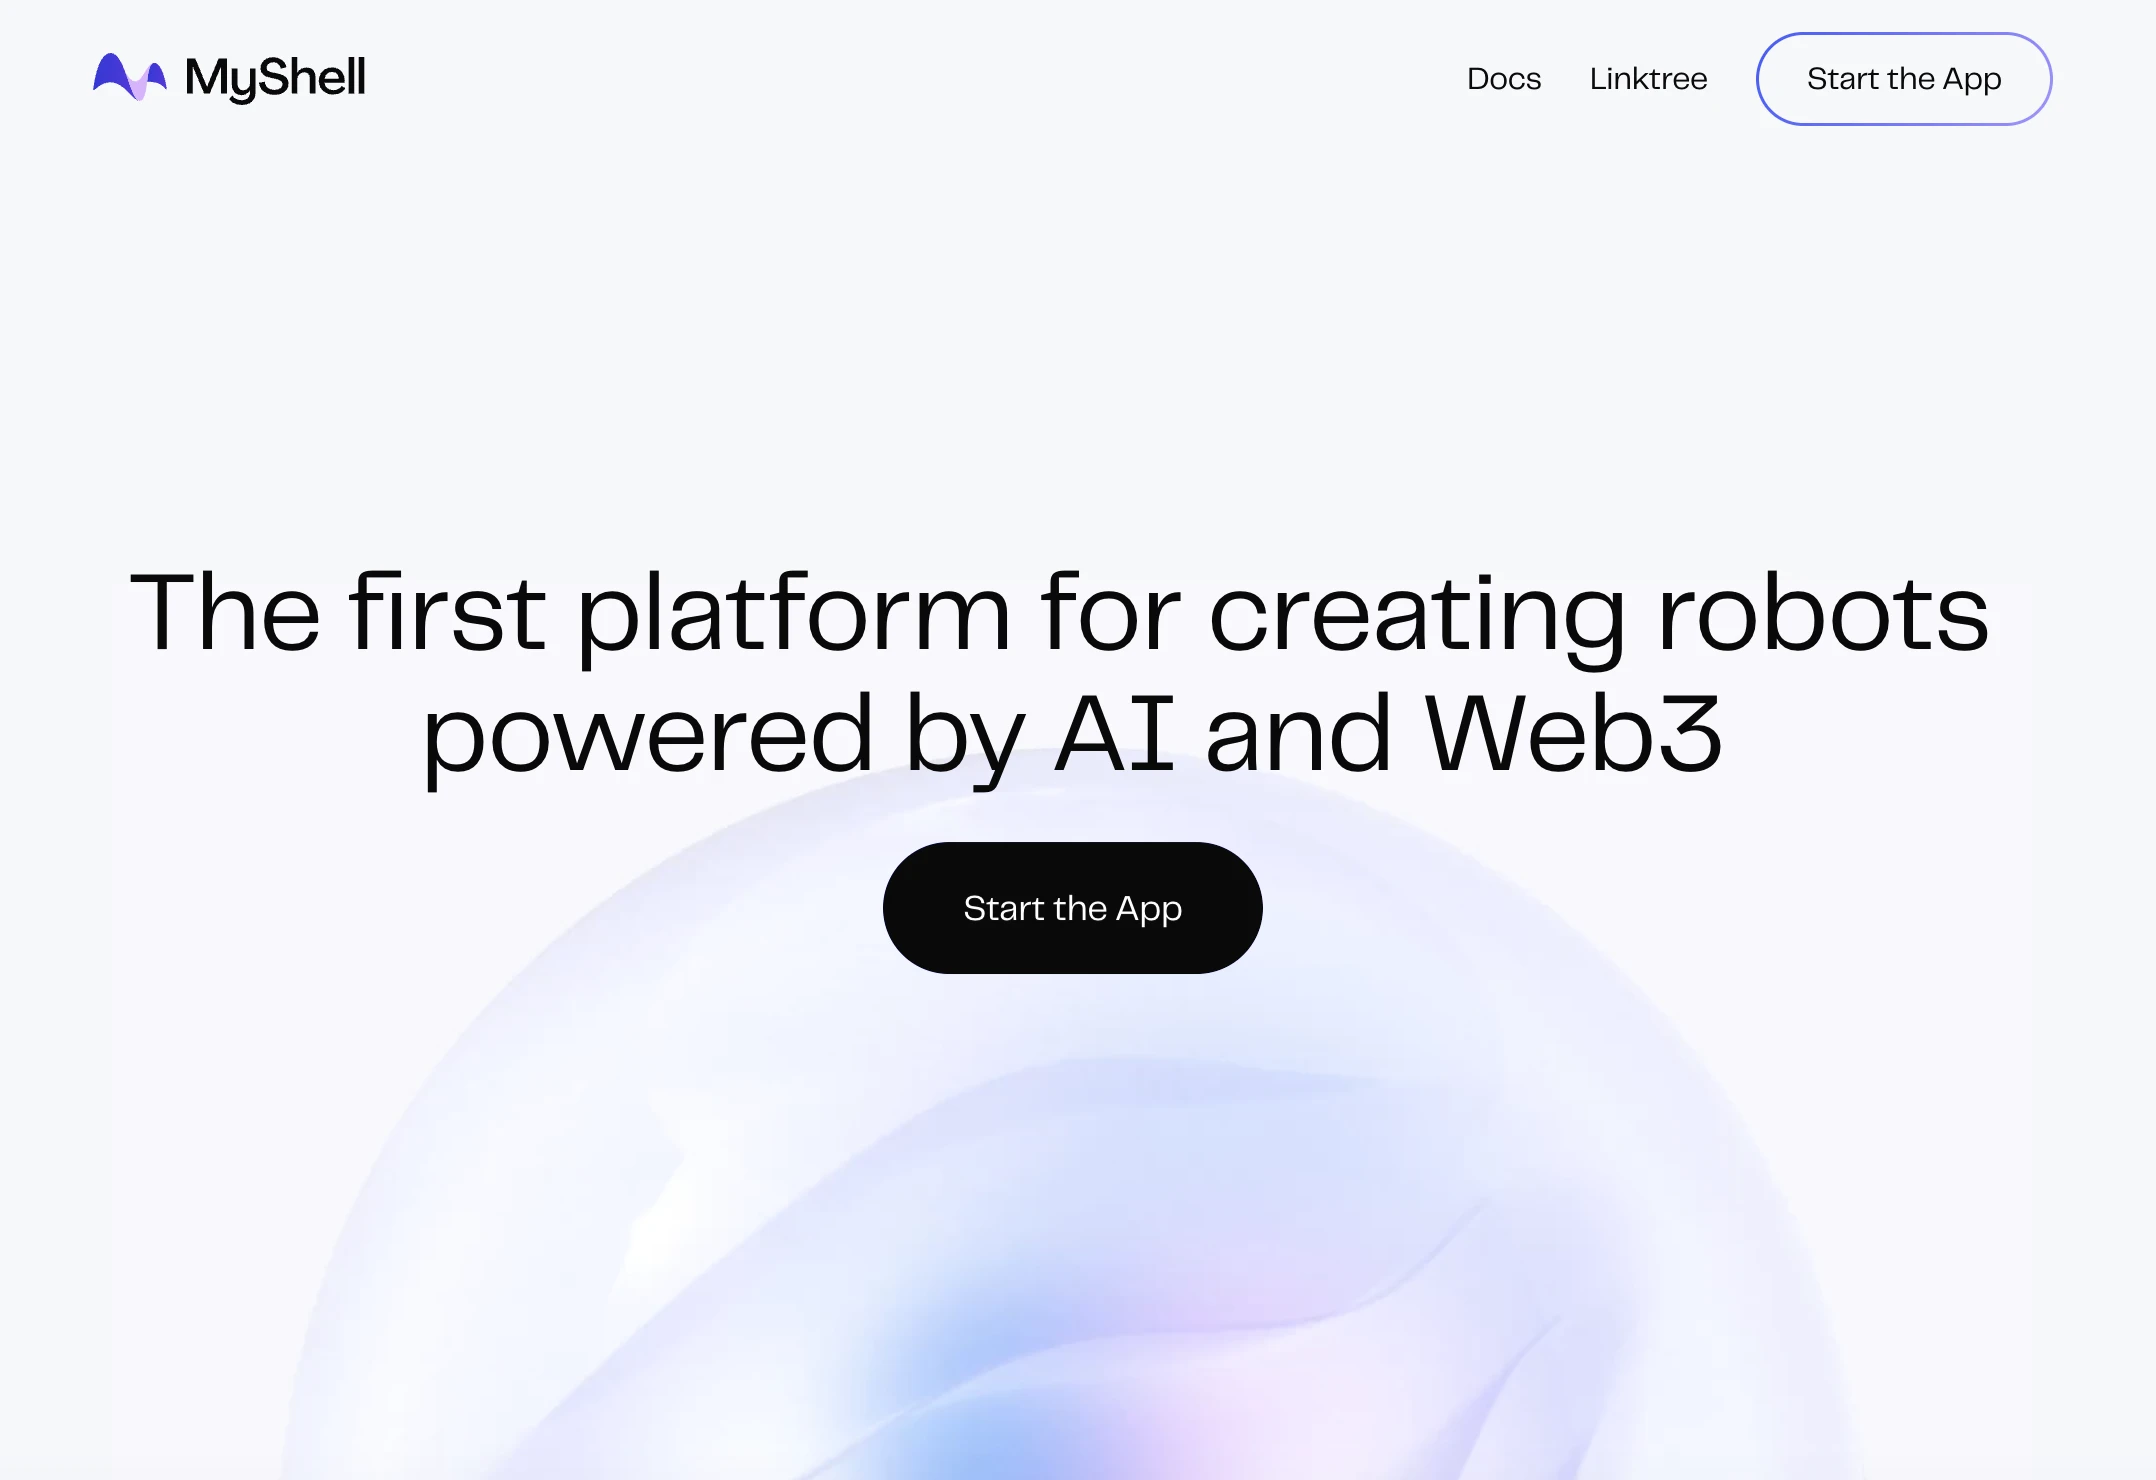 MyShell
Docs
Linktree
Start the App
The first platform for creating robots
powered by AI and Web3
Start the App